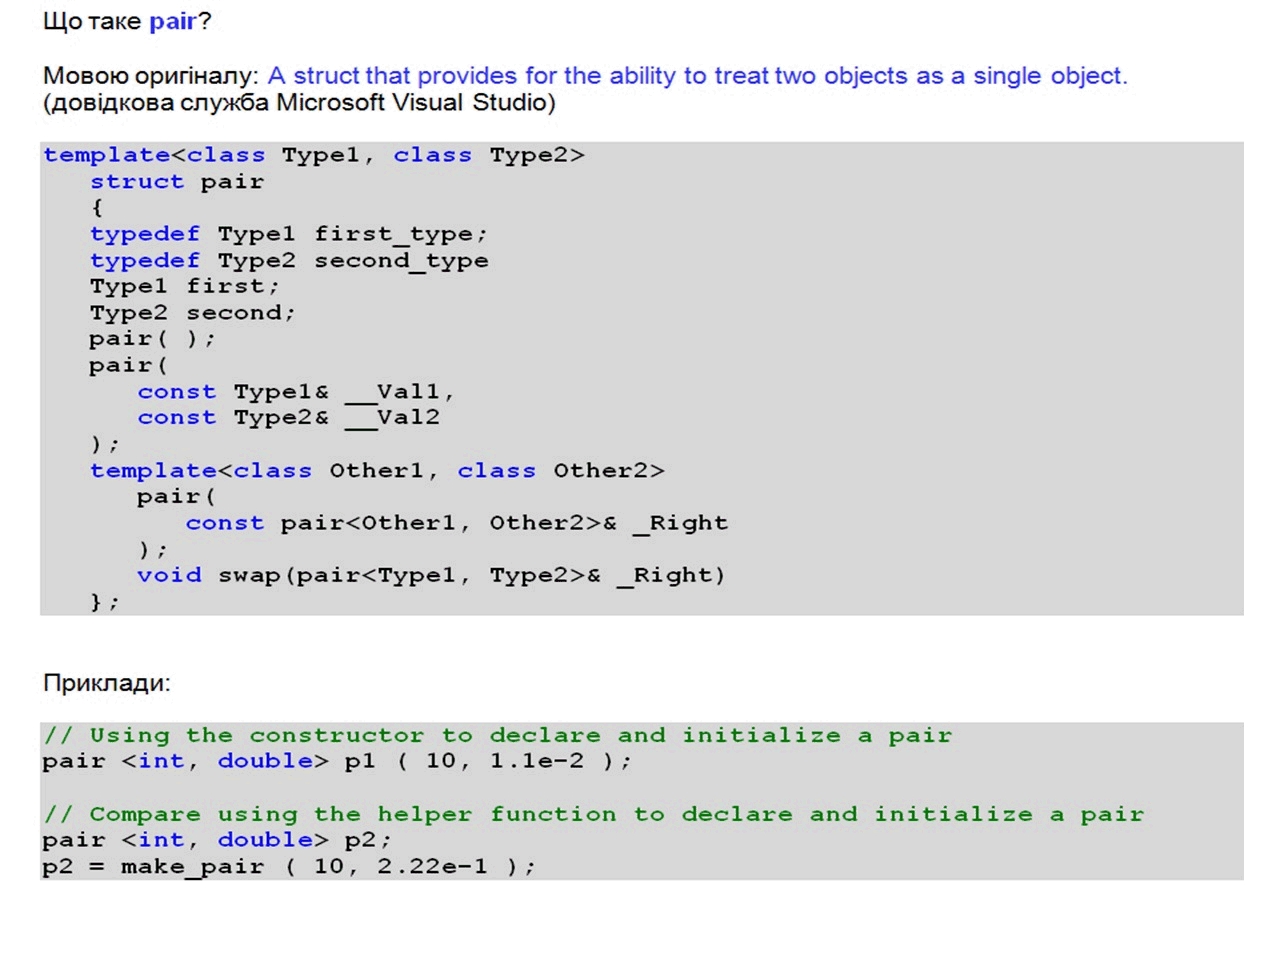 Що таке pair?
Мовою оригіналу: A struct that provides for the ability to treat two objects as a single object.
(довідкова служба Microsoft Visual Studio)
template<class Type1, class Type2>
struct pair
{
typedef Type1 first_type;
typedef Type2 second_type
Type1 first;
Type2 second;
pair( );
pair(
const Type1& __Val1,
const Type2& __Val2
);
template<class Other1, class Other2>
pair(
const pair<Other1, Other2>& _Right
);
void swap(pair<Type1, Type2>& _Right)
};
Приклади:
// Using the constructor to declare and initialize a pair
pair <int, double> p1 ( 10, 1.1e-2 );
// Compare using the helper function to declare and initialize a pair
pair <int, double> p2;
p2 = make_pair ( 10, 2.22e-1 );